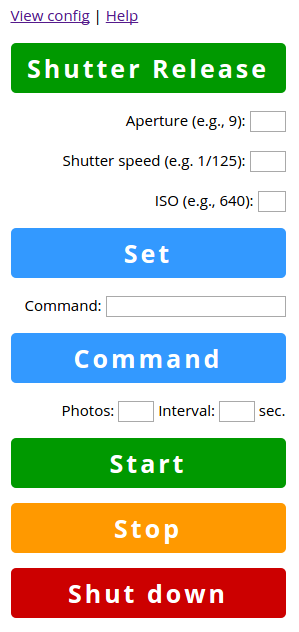 View config | Help
Shutter Release
Aperture (e.g., 9):
Shutter speed (e.g. 1/125):
ISO (e.g., 640):
Set
Command:
Command
Photos: Interval: sec.
Start
Stop
Shut down